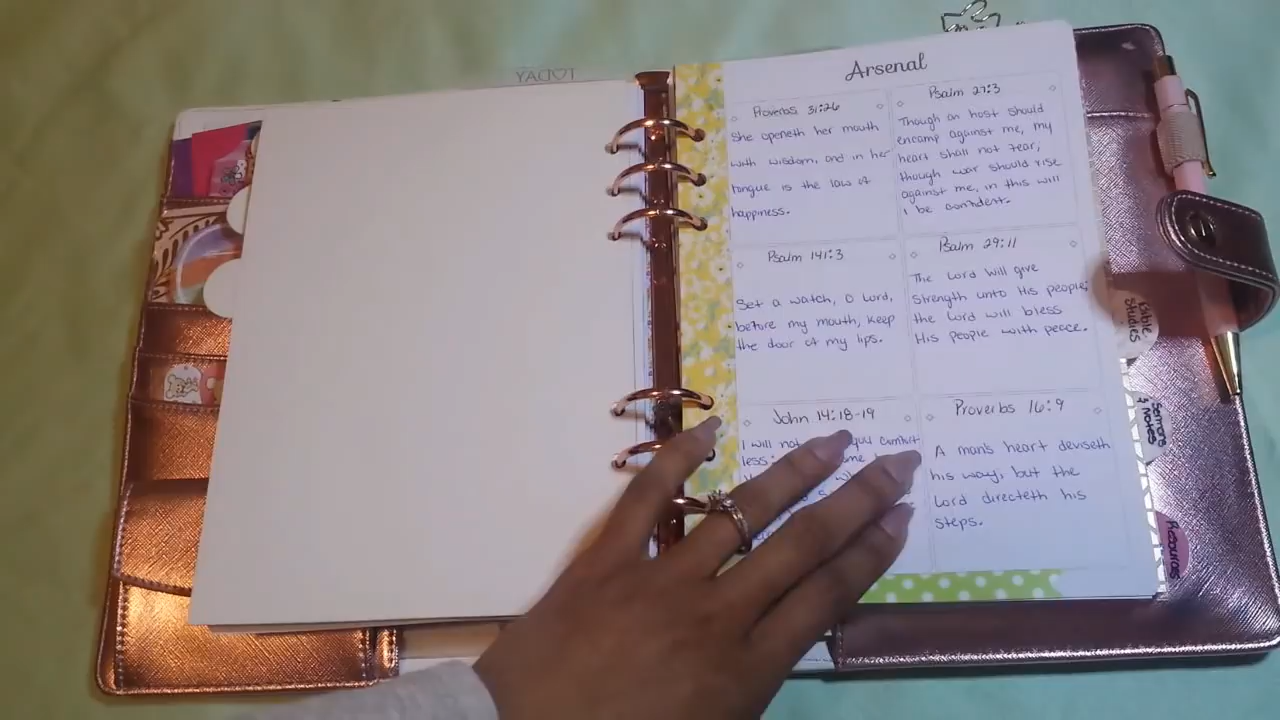 TODAY
Arsenal
Proverbs 31:26
She openeth her mouth
with wisdom, and in her
tongue is the law of
happiness.
Psalm 27:3
Though an host should
encamp against me, my
heart shall not fear;
though war should rise
against me, in this will
i be confident.
Psalm 141:3
Set a watch, O Lord,
before my mouth, keep
the door of my lips.
Psalm 29:11
The Lord will give
strength unto His people;
the Lord will bless
His people with peace.
John 14:18-19
I will not you comfort
less:
Proverbs 16:9
A man's heart deviseth
his way; but the
Lord directeth his
steps.
Bible
Studies
Sermons
& Notes
Resources